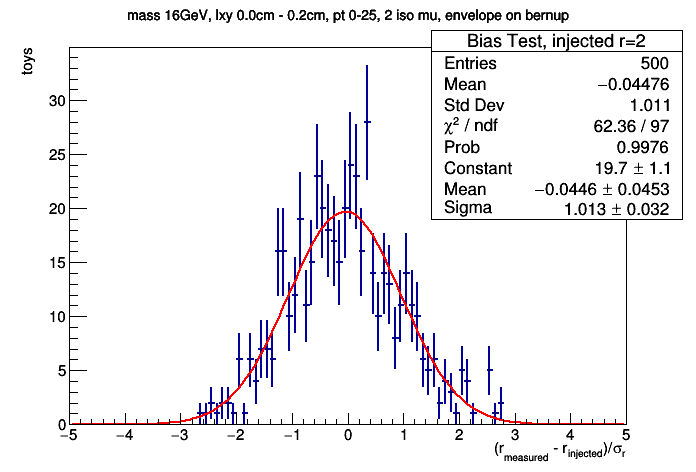 mass 16GeV, lxy 0.0cm - 0.2cm, pt 0-25, 2 iso mu, envelope on bernup
Bias Test, injected r=2
Entries 500
Mean −0.04476
Std Dev 1.011
χ² / ndf 62.36 / 97
Prob 0.9976
Constant 19.7 ± 1.1
Mean −0.0446 ± 0.0453
Sigma 1.013 ± 0.032
toys
30
25
20
15
10
5
0
−5 −4 −3 −2 −1 0 1 2 3 4 5
(r_measured - r_injected)/σ_r